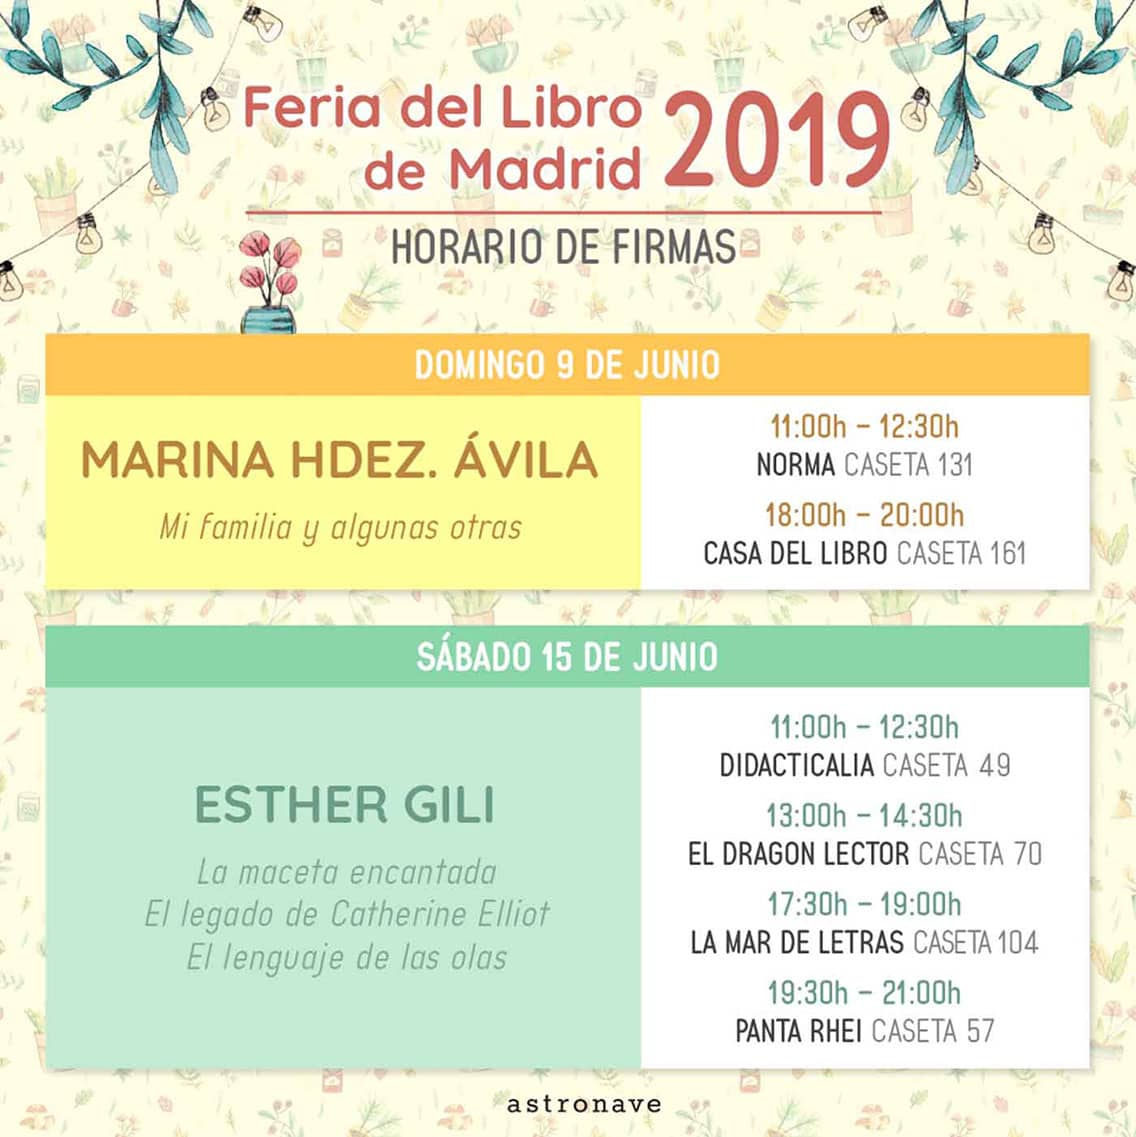 Feria del Libro
de Madrid 2019
HORARIO DE FIRMAS
DOMINGO 9 DE JUNIO
MARINA HDEZ. ÁVILA
Mi familia y algunas otras
11:00h – 12:30h
NORMA CASETA 131
18:00h – 20:00h
CASA DEL LIBRO CASETA 161
SÁBADO 15 DE JUNIO
ESTHER GILI
La maceta encantada
El legado de Catherine Elliot
El lenguaje de las olas
11:00h – 12:30h
DIDACTICALIA CASETA 49
13:00h – 14:30h
EL DRAGON LECTOR CASETA 70
17:30h – 19:00h
LA MAR DE LETRAS CASETA 104
19:30h – 21:00h
PANTA RHEI CASETA 57
astronave